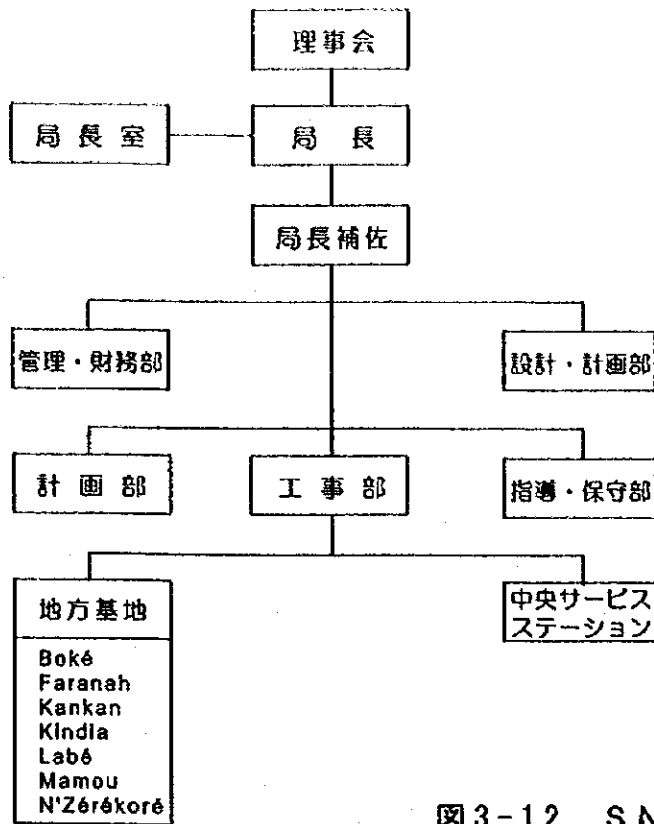 理事会
局長室
局長
局長補佐
管理・財務部
設計・計画部
計画部
工事部
指導・保守部
地方基地
Boké
Faranah
Kankan
Kindia
Labé
Mamou
N'Zérékoré
中央サービス
ステーション
図3-12 S.N